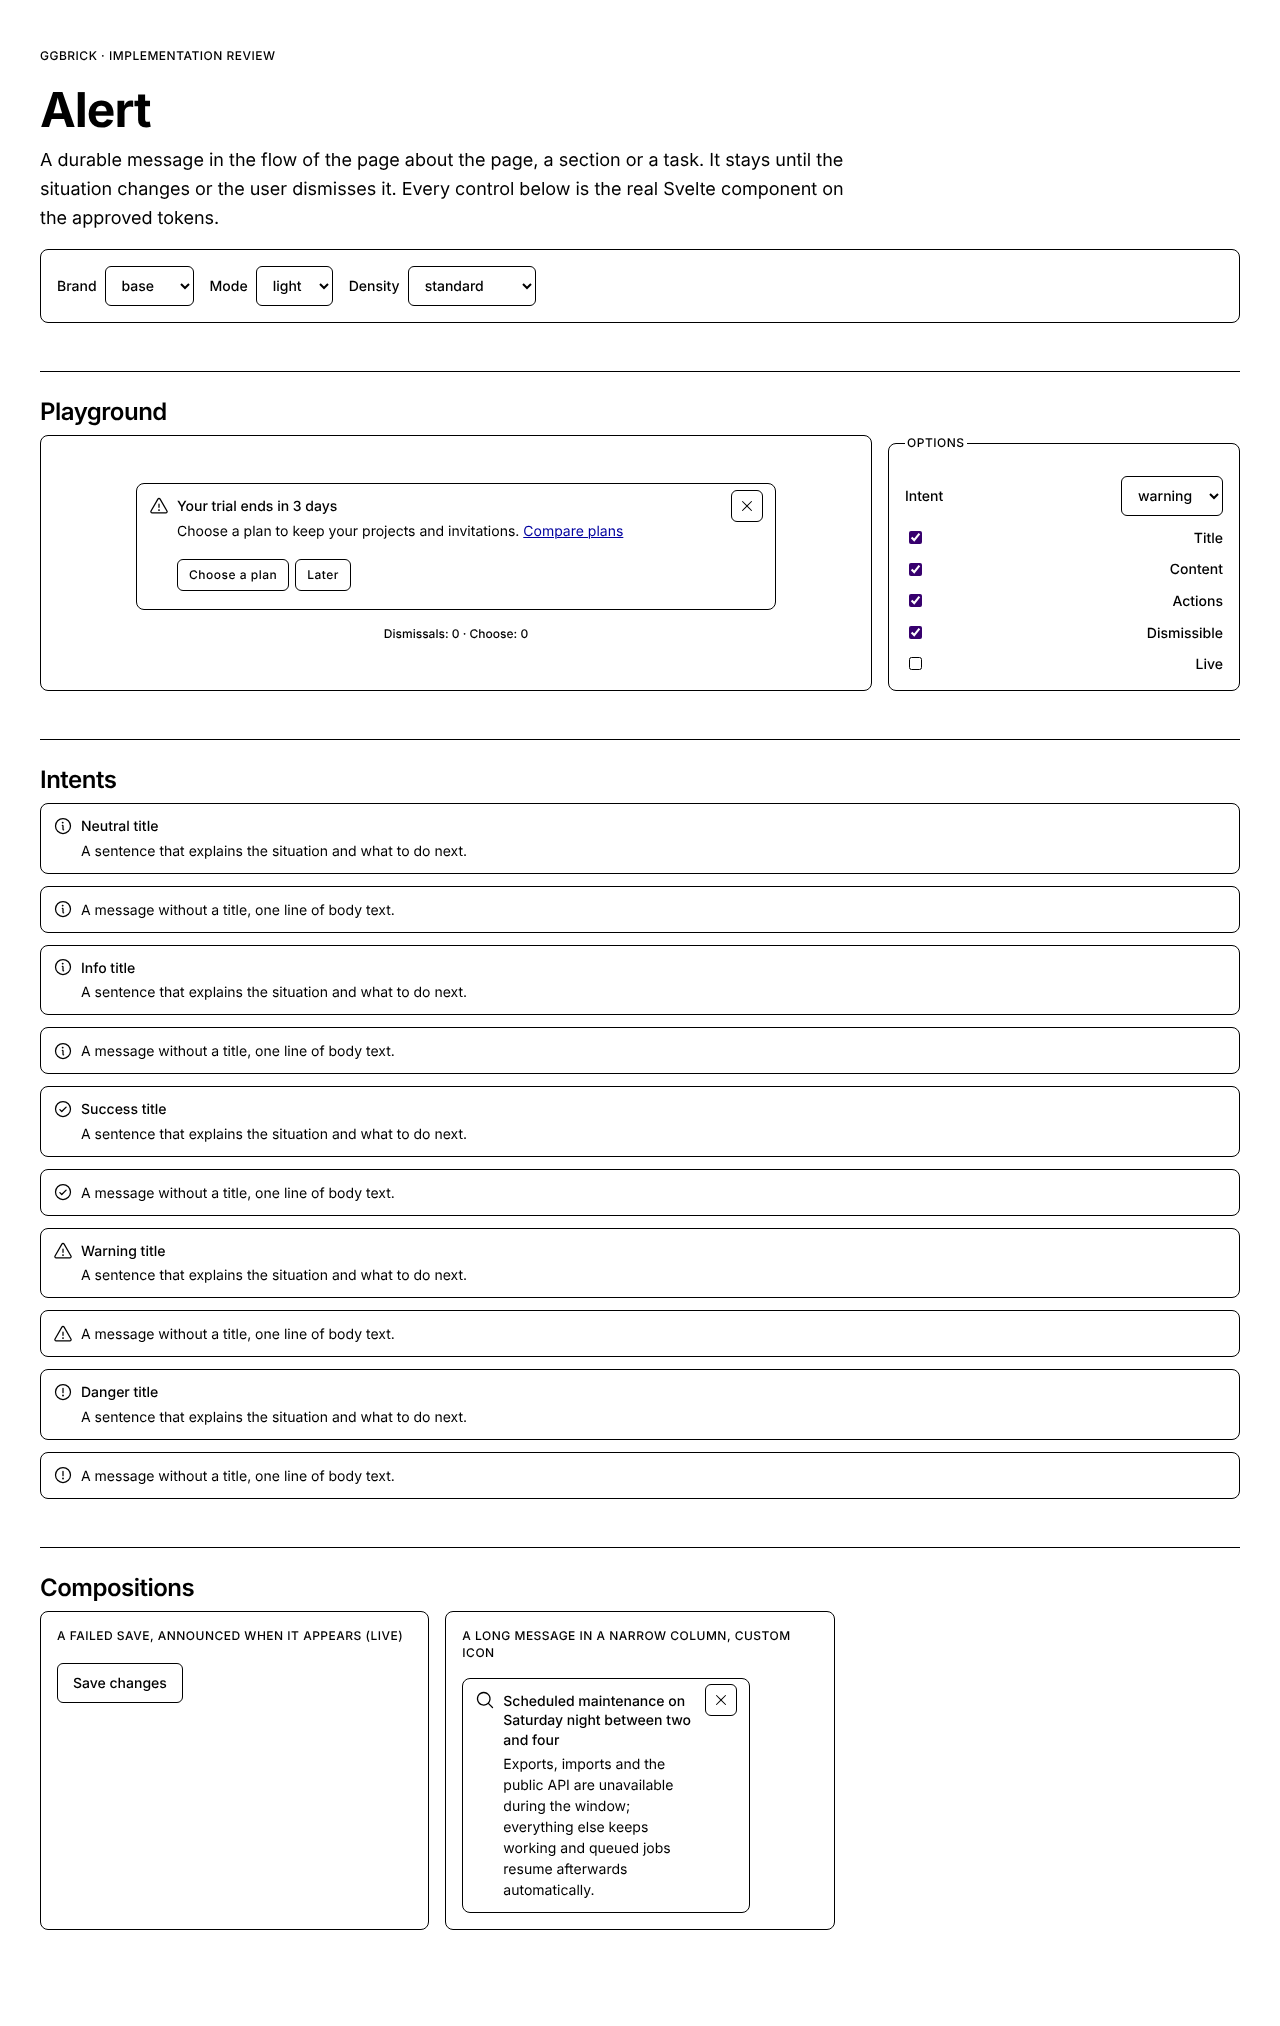 GGBRICK · IMPLEMENTATION REVIEW
Alert
A durable message in the flow of the page about the page, a section or a task. It stays until the
situation changes or the user dismisses it. Every control below is the real Svelte component on
the approved tokens.
Brand base Mode light Density standard
Playground
OPTIONS
Your trial ends in 3 days
Choose a plan to keep your projects and invitations. Compare plans
Choose a plan Later
Dismissals: 0 · Choose: 0
Intent warning
Title
Content
Actions
Dismissible
Live
Intents
Neutral title
A sentence that explains the situation and what to do next.
A message without a title, one line of body text.
Info title
A sentence that explains the situation and what to do next.
A message without a title, one line of body text.
Success title
A sentence that explains the situation and what to do next.
A message without a title, one line of body text.
Warning title
A sentence that explains the situation and what to do next.
A message without a title, one line of body text.
Danger title
A sentence that explains the situation and what to do next.
A message without a title, one line of body text.
Compositions
A FAILED SAVE, ANNOUNCED WHEN IT APPEARS (LIVE)
Save changes
A LONG MESSAGE IN A NARROW COLUMN, CUSTOM
ICON
Scheduled maintenance on
Saturday night between two
and four
Exports, imports and the
public API are unavailable
during the window;
everything else keeps
working and queued jobs
resume afterwards
automatically.